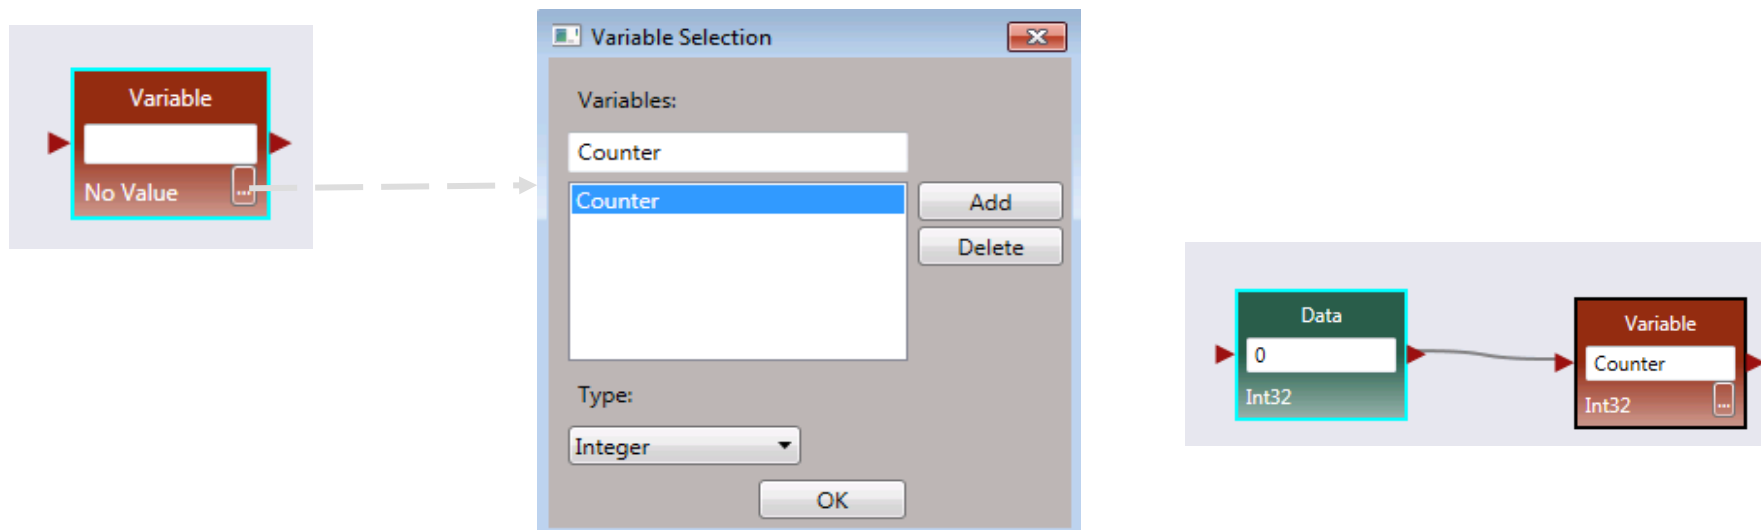 Variable
No Value
...
Variable Selection
Variables:
Counter
Counter
Add
Delete
Type:
Integer
OK
Data
0
Int32
Variable
Counter
Int32
...